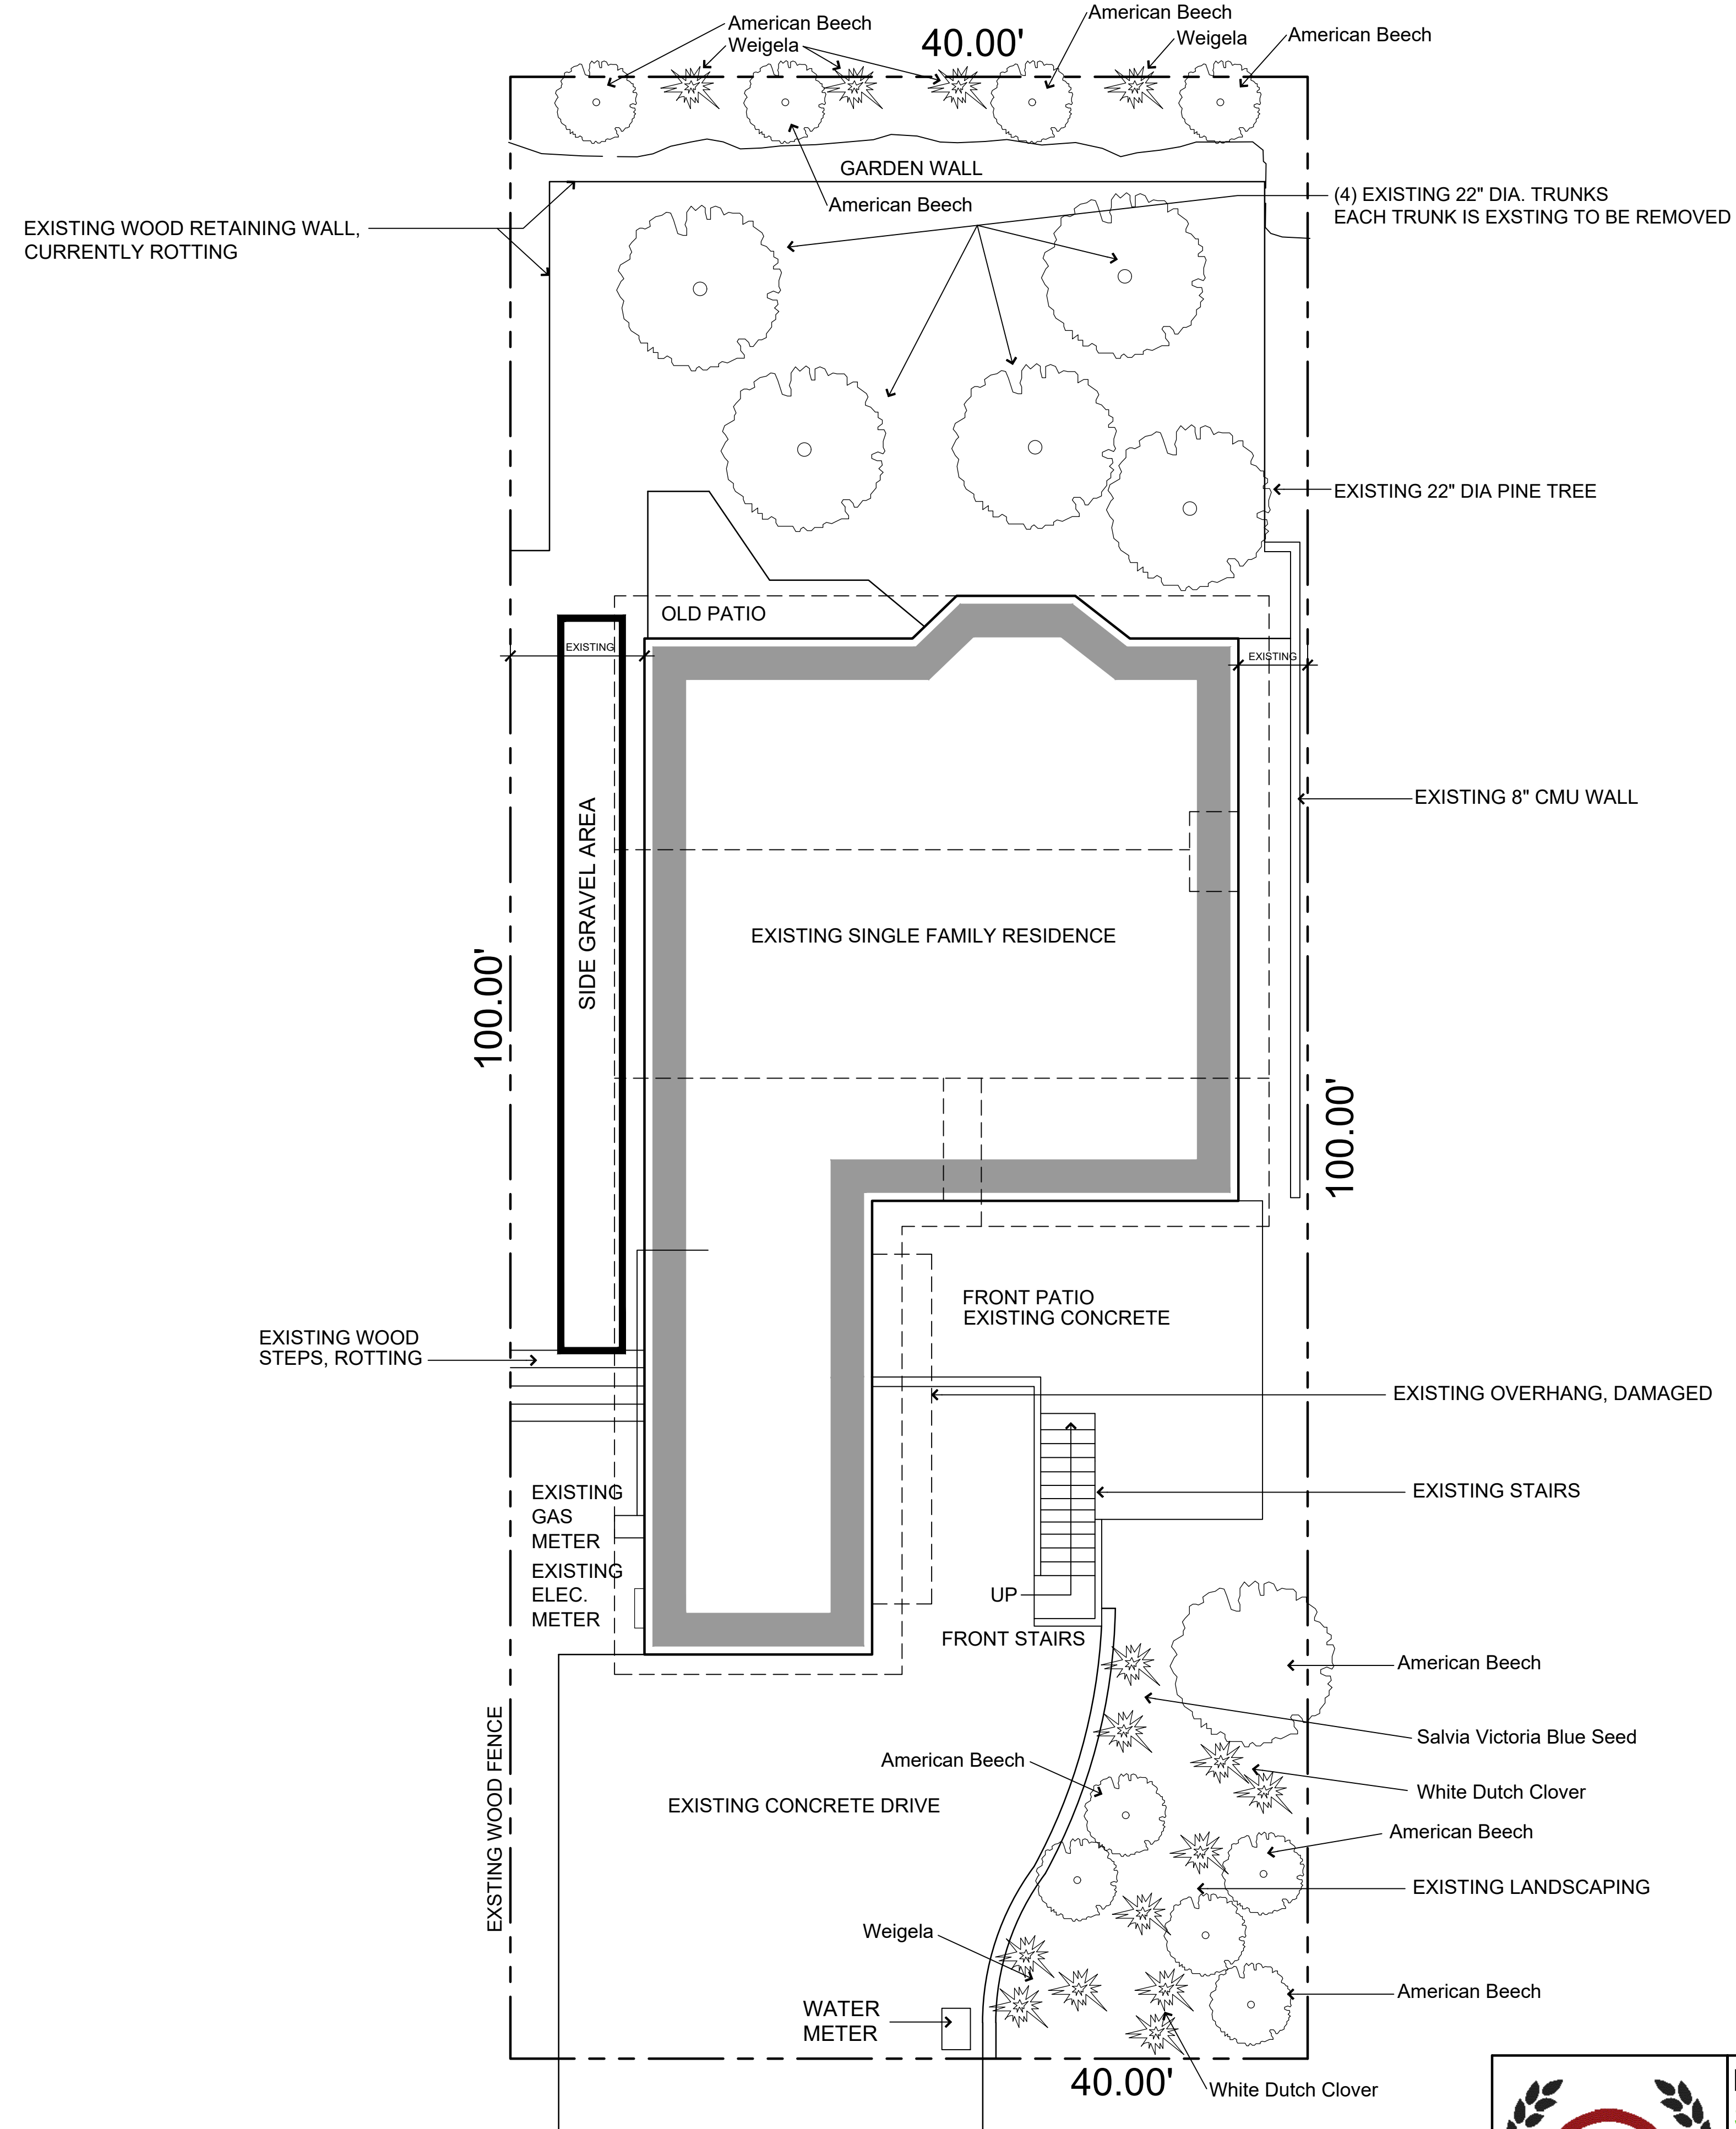 American Beech
American Beech
Weigela
40.00'
Weigela
American Beech
GARDEN WALL
American Beech
(4) EXISTING 22" DIA. TRUNKS
EACH TRUNK IS EXSTING TO BE REMOVED
EXISTING WOOD RETAINING WALL,
CURRENTLY ROTTING
EXISTING 22" DIA PINE TREE
OLD PATIO
EXISTING
EXISTING
EXISTING 8" CMU WALL
SIDE GRAVEL AREA
EXISTING SINGLE FAMILY RESIDENCE
100.00'
100.00'
FRONT PATIO
EXISTING CONCRETE
EXISTING WOOD
STEPS, ROTTING
EXISTING OVERHANG, DAMAGED
EXISTING
GAS
METER
EXISTING STAIRS
EXISTING
ELEC.
METER
UP
FRONT STAIRS
American Beech
EXSTING WOOD FENCE
Salvia Victoria Blue Seed
American Beech
White Dutch Clover
EXISTING CONCRETE DRIVE
American Beech
EXISTING LANDSCAPING
Weigela
American Beech
WATER
METER
40.00'
White Dutch Clover